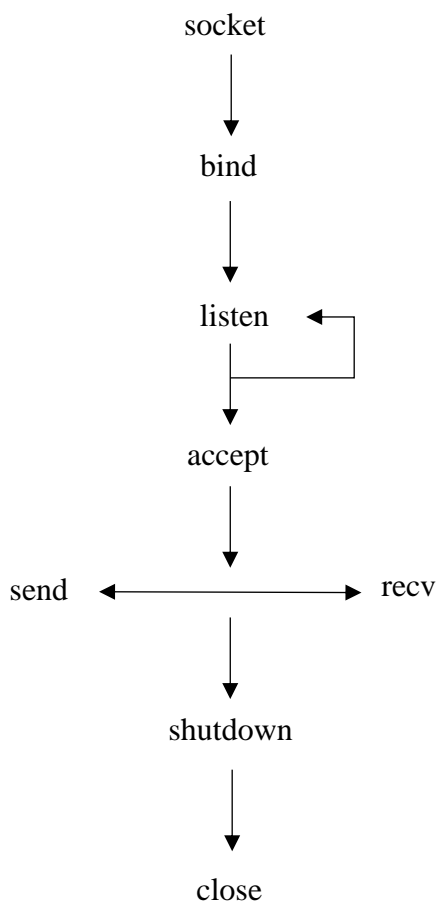 socket
bind
listen
accept
send
recv
shutdown
close